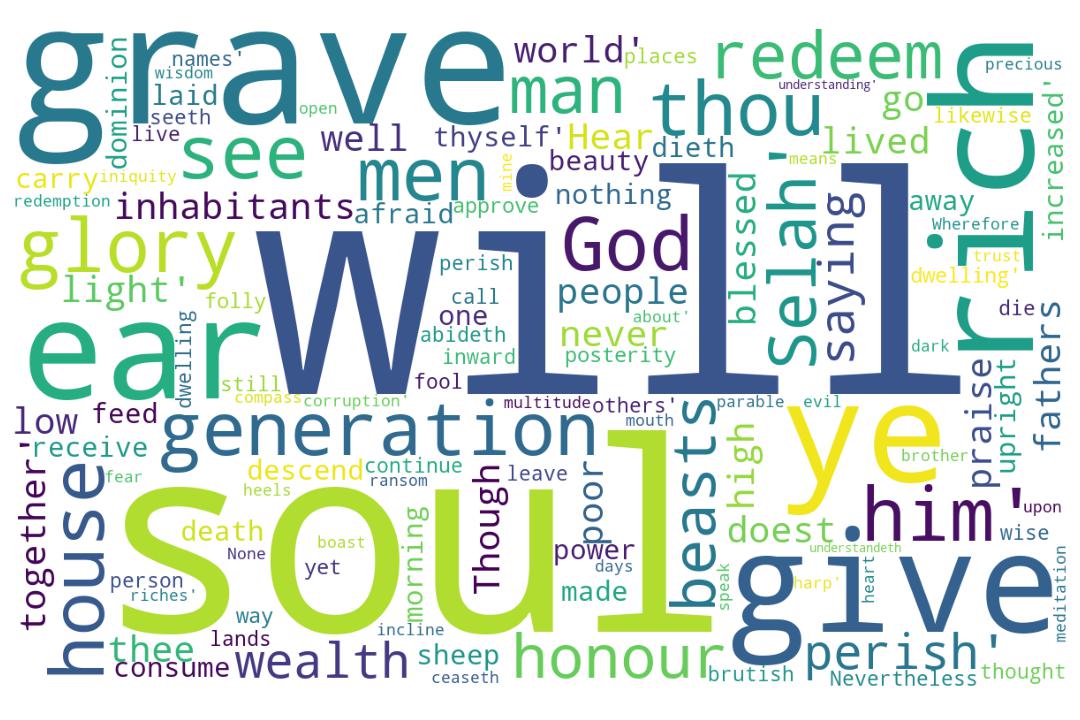 grave
names'
world'
places
redeem
rich
precious
wisdom
man
understanding'
dominion
laid
open
thou
go
likewise
seeth
live
see
well
thyself'
Hear
dieth
lived
increased'
men
beauty
means
carry
iniquity
mine
nothing
redemption
inhabitants
afraid
approve
will
blessed
Selah'
saying
away
Wherefore
glory
God
perish
trust
dwelling'
light'
folly
call
people
one
about'
die
ear
dwelling
abideth
never
inward
posterity
dark
fathers
still
fool
compass
corruption'
multitude
others'
parable
evil
praise
upright
low
feed
generation
mouth
beasts
ye
receive
together'
descend
continue
leave
high
brother
house
fear
heels
ransom
Though
poor
him'
upon
soul
death
boast
morning
doest
wise
None
power
understandeth
person
yet
days
give
riches'
made
speak
harp'
heart
meditation
way
incline
thee
lands
consume
wealth
sheep
honour
perish'
ceaseth
brutish
Nevertheless
thought